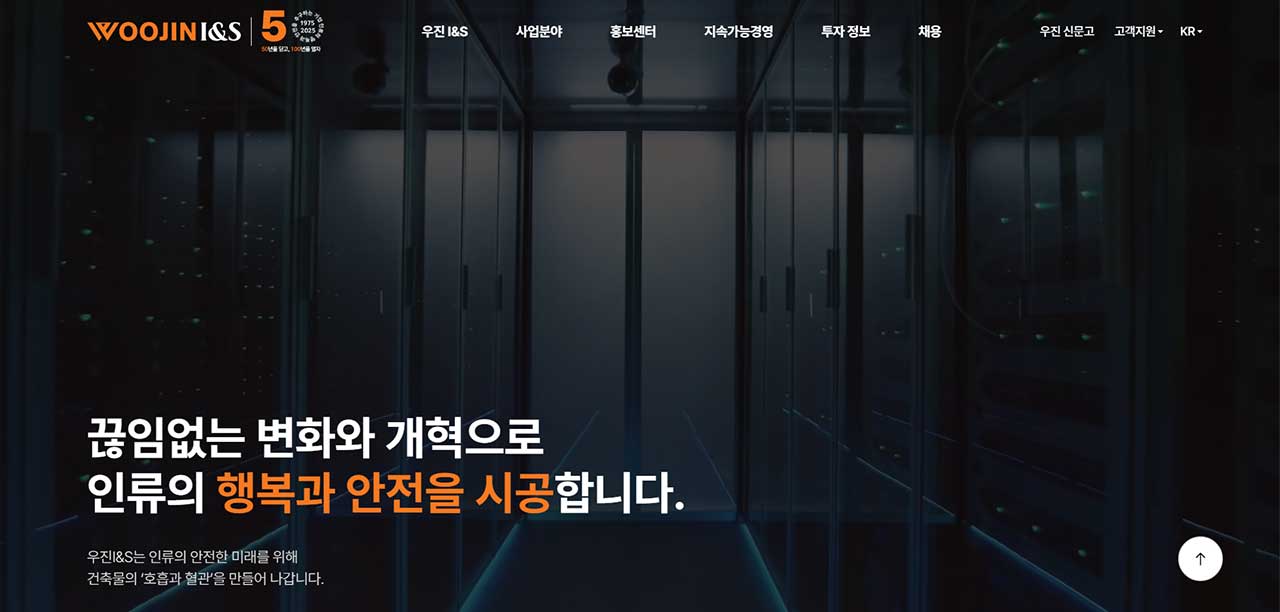 WOOJIN I&S
50
1975
2025
50년을 딛고, 100년을 열자
우진 I&S 사업분야 홍보센터 지속가능경영 투자 정보 채용
우진 신문고 고객지원 KR
끊임없는 변화와 개혁으로
인류의 행복과 안전을 시공합니다.
우진I&S는 인류의 안전한 미래를 위해
건축물의 ‘호흡과 혈관’을 만들어 나갑니다.